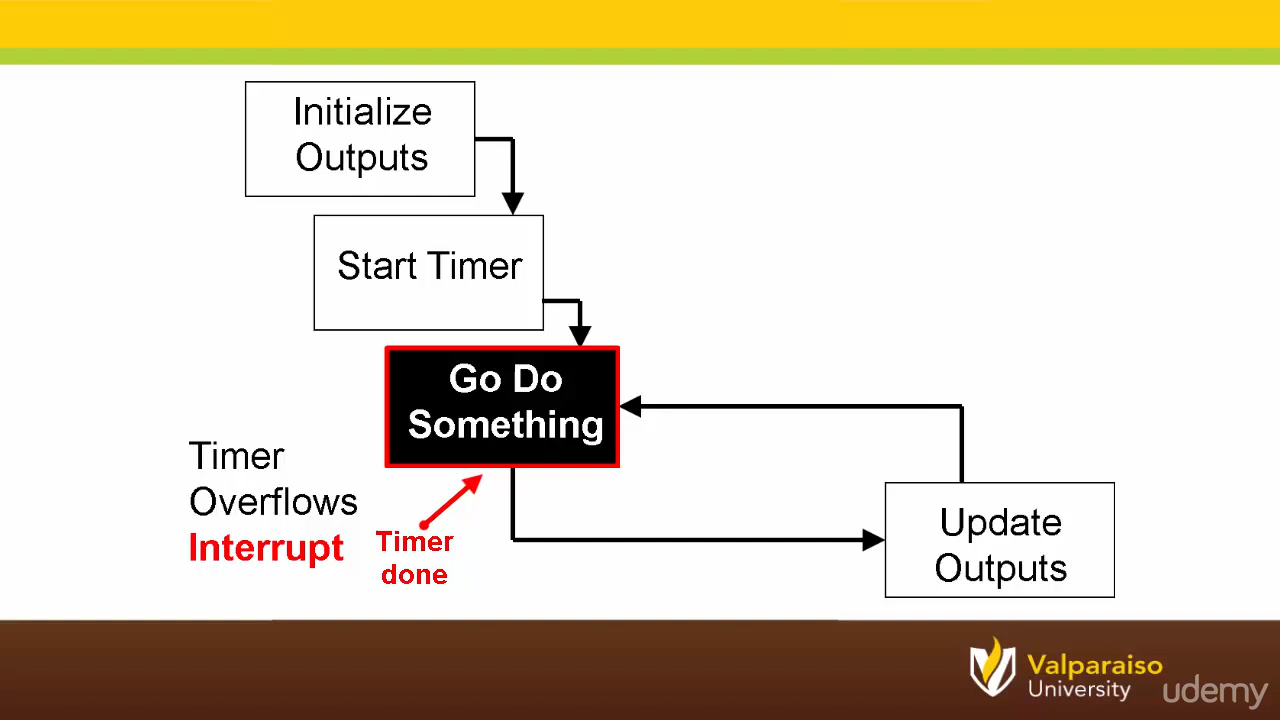 Initialize
Outputs
Start Timer
Go Do
Something
Timer
Overflows
Interrupt
Timer
done
Update
Outputs
Valparaiso
University
udemy